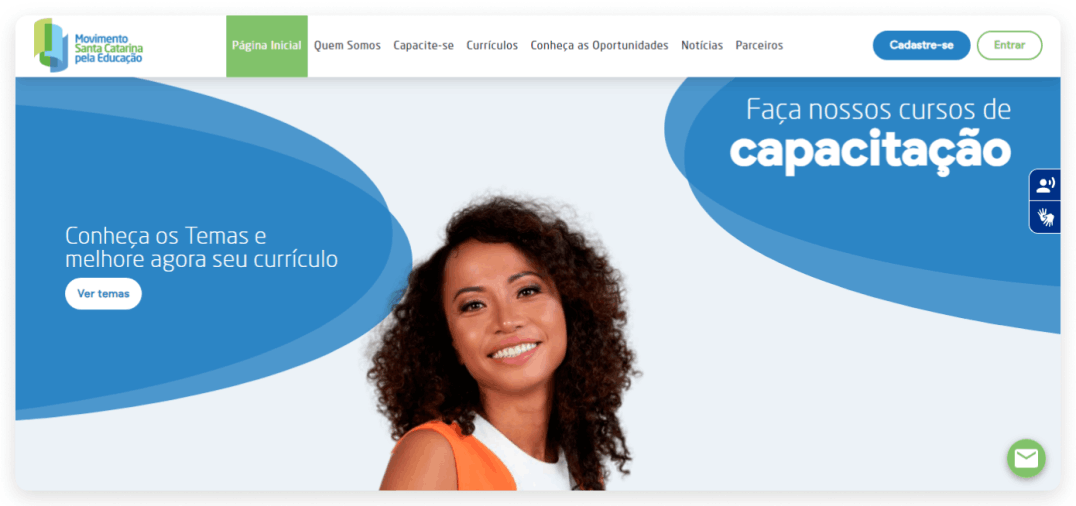 Movimento
Santa Catarina
pela Educação
Página Inicial
Quem Somos
Capacite-se
Currículos
Conheça as Oportunidades
Notícias
Parceiros
Cadastre-se
Entrar
Faça nossos cursos de
capacitação
Conheça os Temas e
melhore agora seu currículo
Ver temas